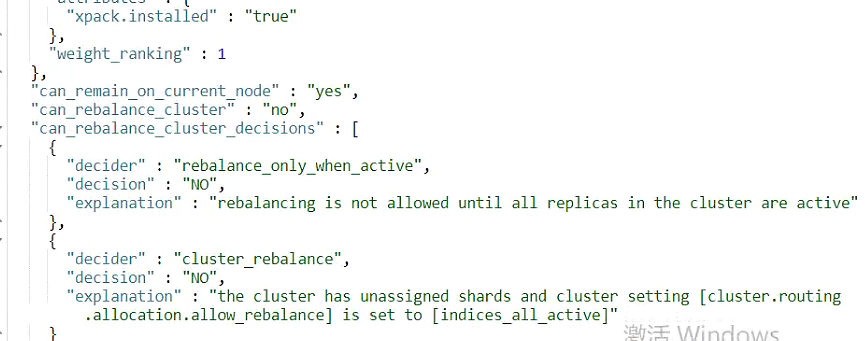 attributes" : {
"xpack.installed" : "true"
},
"weight_ranking" : 1
},
"can_remain_on_current_node" : "yes",
"can_rebalance_cluster" : "no",
"can_rebalance_cluster_decisions" : [
{
"decider" : "rebalance_only_when_active",
"decision" : "NO",
"explanation" : "rebalancing is not allowed until all replicas in the cluster are active"
},
{
"decider" : "cluster_rebalance",
"decision" : "NO",
"explanation" : "the cluster has unassigned shards and cluster setting [cluster.routing
.allocation.allow_rebalance] is set to [indices_all_active]"
}
激活 Windows